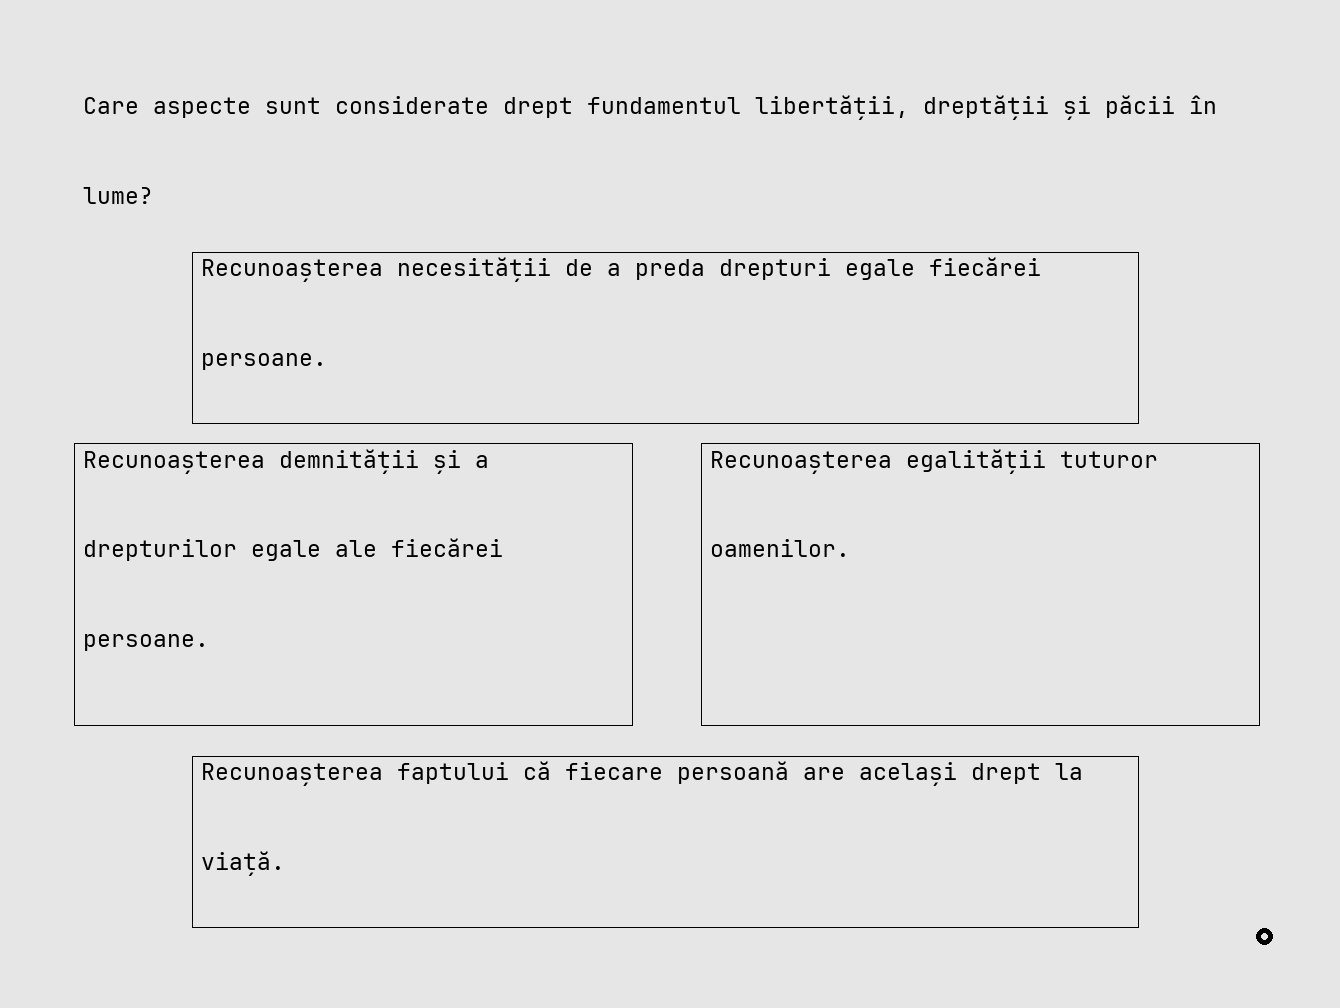 Care aspecte sunt considerate drept fundamentul libertății, dreptății și păcii în
lume?
Recunoașterea necesității de a preda drepturi egale fiecărei
persoane.
Recunoașterea demnității și a
drepturilor egale ale fiecărei
persoane.
Recunoașterea egalității tuturor
oamenilor.
Recunoașterea faptului că fiecare persoană are același drept la
viață.